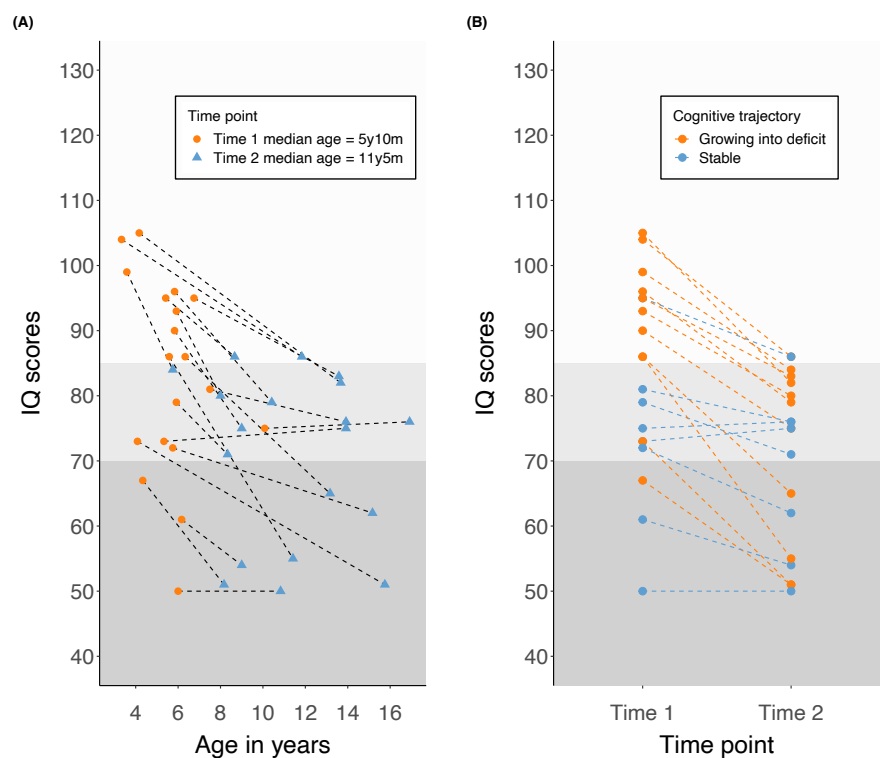 (A)
IQ scores
130
120
110
100
90
80
70
60
50
40
Time point
Time 1 median age = 5y10m
Time 2 median age = 11y5m
4 6 8 10 12 14 16
Age in years
(B)
IQ scores
130
120
110
100
90
80
70
60
50
40
Cognitive trajectory
Growing into deficit
Stable
Time 1 Time 2
Time point